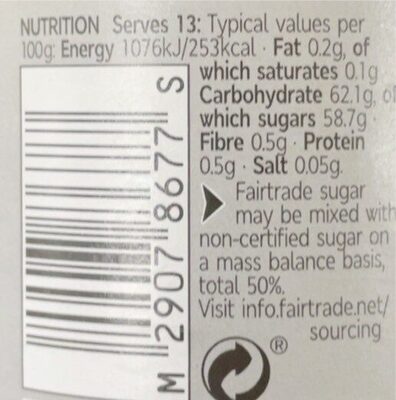 NUTRITION Serves 13: Typical values per
100g: Energy 1076kJ/253kcal · Fat 0.2g, of
which saturates 0.1g
Carbohydrate 62.1g, of
which sugars 58.7g ·
Fibre 0.5g · Protein
0.5g · Salt 0.05g.
Fairtrade sugar
may be mixed with
non-certified sugar on
a mass balance basis,
total 50%.
Visit info.fairtrade.net/
sourcing
®
M 2907 8677 S